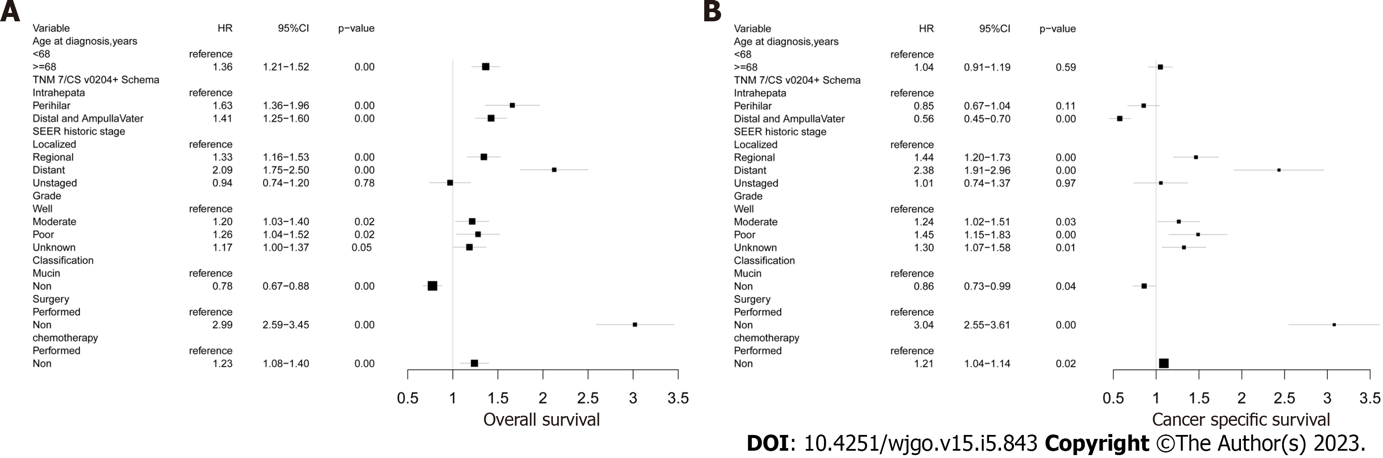 A
Variable HR 95%CI p−value
Age at diagnosis,years
<68 reference
>=68 1.36 1.21−1.52 0.00
TNM 7/CS v0204+ Schema
Intrahepata reference
Perihilar 1.63 1.36−1.96 0.00
Distal and AmpullaVater 1.41 1.25−1.60 0.00
SEER historic stage
Localized reference
Regional 1.33 1.16−1.53 0.00
Distant 2.09 1.75−2.50 0.00
Unstaged 0.94 0.74−1.20 0.78
Grade
Well reference
Moderate 1.20 1.03−1.40 0.02
Poor 1.26 1.04−1.52 0.02
Unknown 1.17 1.00−1.37 0.05
Classification
Mucin reference
Non 0.78 0.67−0.88 0.00
Surgery
Performed reference
Non 2.99 2.59−3.45 0.00
chemotherapy
Performed reference
Non 1.23 1.08−1.40 0.00
0.5 1 1.5 2 2.5 3 3.5
Overall survival
B
Variable HR 95%CI p−value
Age at diagnosis,years
<68 reference
>=68 1.04 0.91−1.19 0.59
TNM 7/CS v0204+ Schema
Intrahepata reference
Perihilar 0.85 0.67−1.04 0.11
Distal and AmpullaVater 0.56 0.45−0.70 0.00
SEER historic stage
Localized reference
Regional 1.44 1.20−1.73 0.00
Distant 2.38 1.91−2.96 0.00
Unstaged 1.01 0.74−1.37 0.97
Grade
Well reference
Moderate 1.24 1.02−1.51 0.03
Poor 1.45 1.15−1.83 0.00
Unknown 1.30 1.07−1.58 0.01
Classification
Mucin reference
Non 0.86 0.73−0.99 0.04
Surgery
Performed reference
Non 3.04 2.55−3.61 0.00
chemotherapy
Performed reference
Non 1.21 1.04−1.14 0.02
0.5 1 1.5 2 2.5 3 3.5
Cancer specific survival
DOI: 10.4251/wjgo.v15.i5.843 Copyright ©The Author(s) 2023.